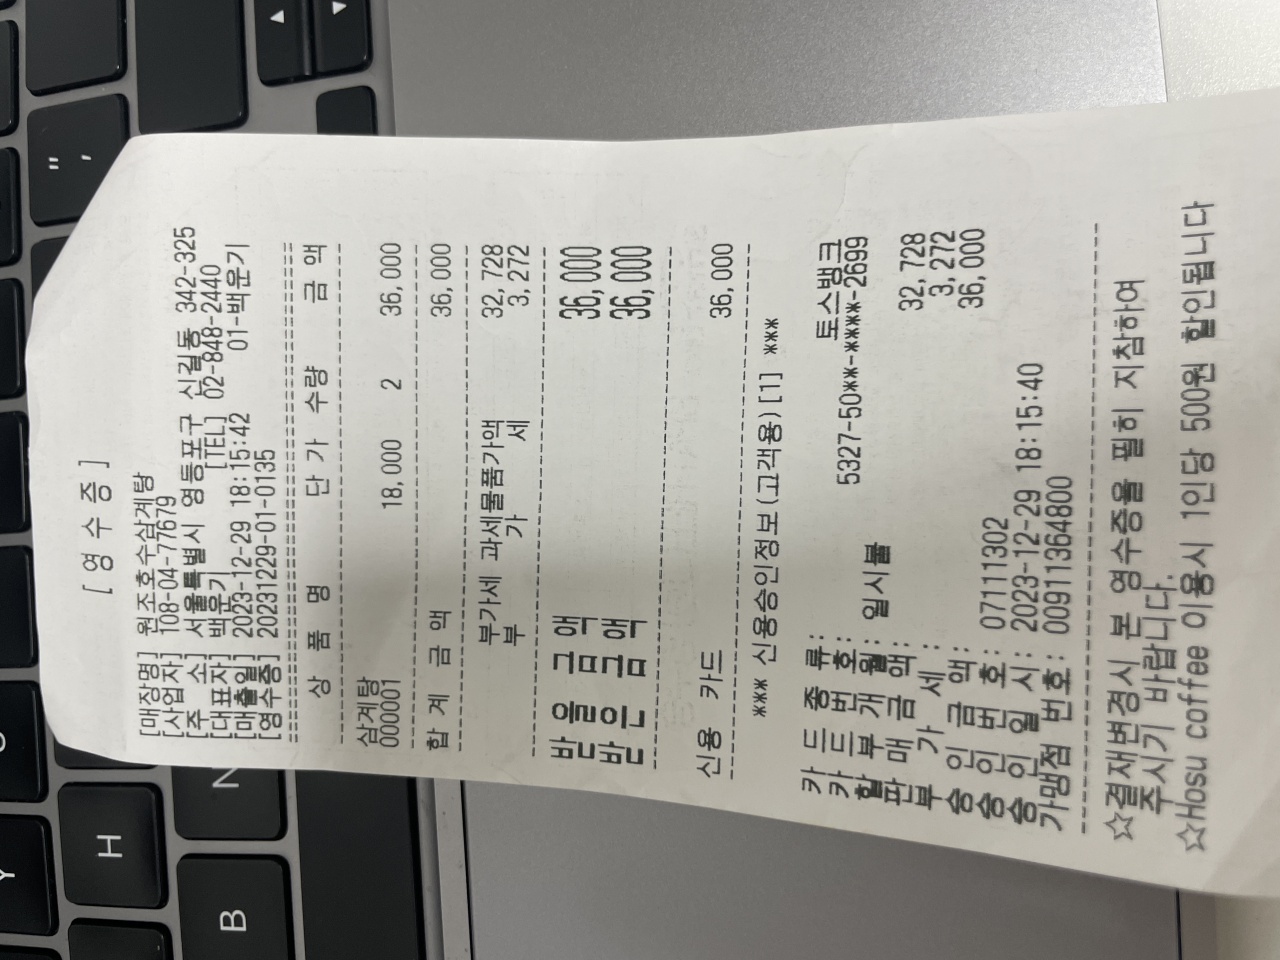 [ 영 수 증 ]
[매장명] 원조호수삼계탕
[사업자] 108-04-77679
[주 소] 서울특별시 영등포구 신길동 342-325
[대표자] 백운기 [TEL] 02-848-2440
[매출일] 2023-12-29 18:15:42 01-백운기
[영수증] 20231229-01-0135
상 품 명 단 가 수 량 금 액
삼계탕
000001 18,000 2 36,000
합 계 금 액 36,000
부가세 과세물품가액 32,728
부 가 세 3,272
받을금액 36,000
받은금액 36,000
신용 카드 36,000
*** 신용승인정보(고객용)[1] ***
카 드 종 류: 토스뱅크
카 드 번 호: 5327-50**-****-2699
할 부 개 월: 일시불
판 매 금 액: 32,728
부 가 세: 3,272
승 인 금 액: 36,000
승 인 번 호: 07111302
승 인 일 시: 2023-12-29 18:15:40
가맹점 번호: 00911364800
☆결재변경시 본 영수증을 필히 지참하여
주시기 바랍니다.
☆Hosu coffee 이용시 1인당 500원 할인됩니다
"
,
H
N
B
Y